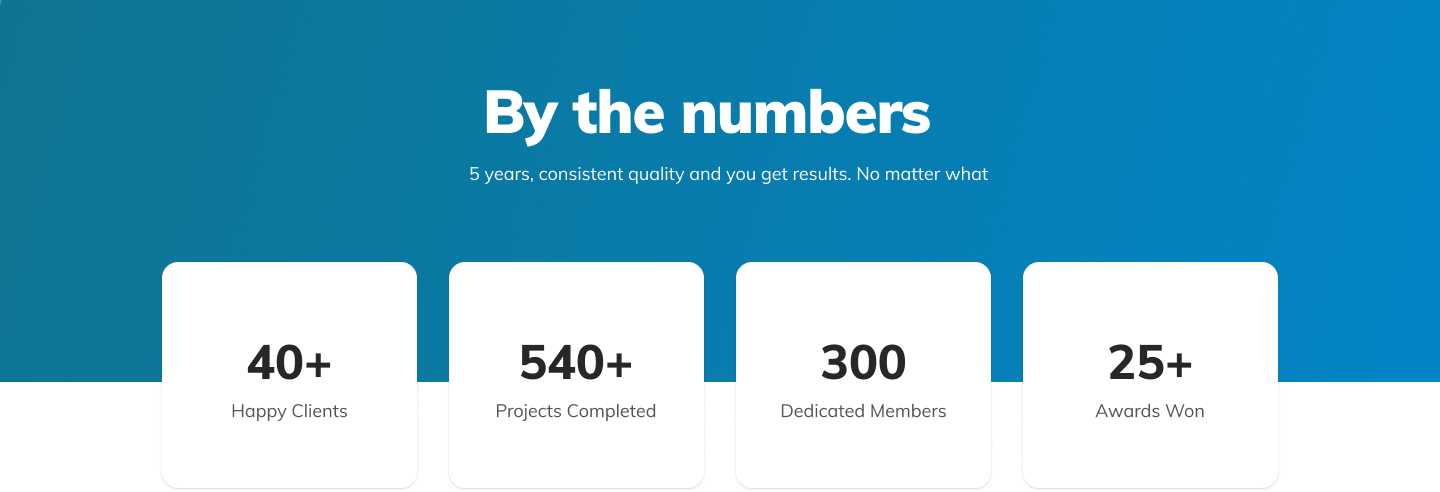 By the numbers
5 years, consistent quality and you get results. No matter what
40+
Happy Clients
540+
Projects Completed
300
Dedicated Members
25+
Awards Won